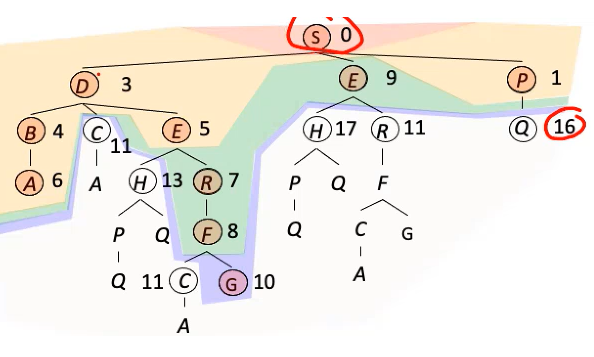 S 0
D 3 E 9 P 1
B 4 C 11 E 5 H 17 R 11 Q 16
A 6 A H 13 R 7 P Q F
P Q F 8 Q C G
Q 11 C G 10 A
A